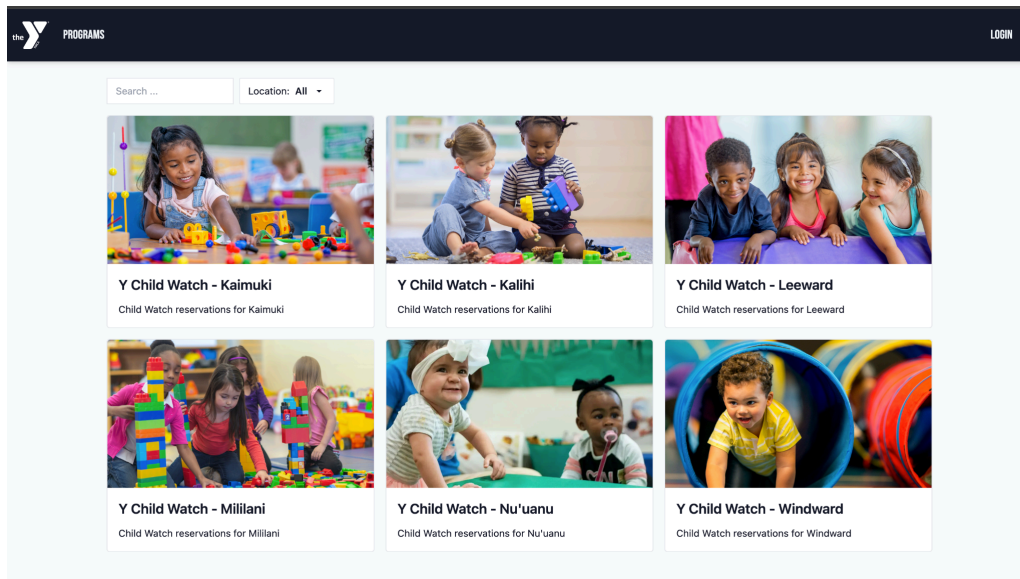 the Y
PROGRAMS
LOGIN
Search ...
Location: All
Y Child Watch - Kaimuki
Child Watch reservations for Kaimuki
Y Child Watch - Kalihi
Child Watch reservations for Kalihi
Y Child Watch - Leeward
Child Watch reservations for Leeward
Y Child Watch - Mililani
Child Watch reservations for Mililani
Y Child Watch - Nu'uanu
Child Watch reservations for Nu'uanu
Y Child Watch - Windward
Child Watch reservations for Windward